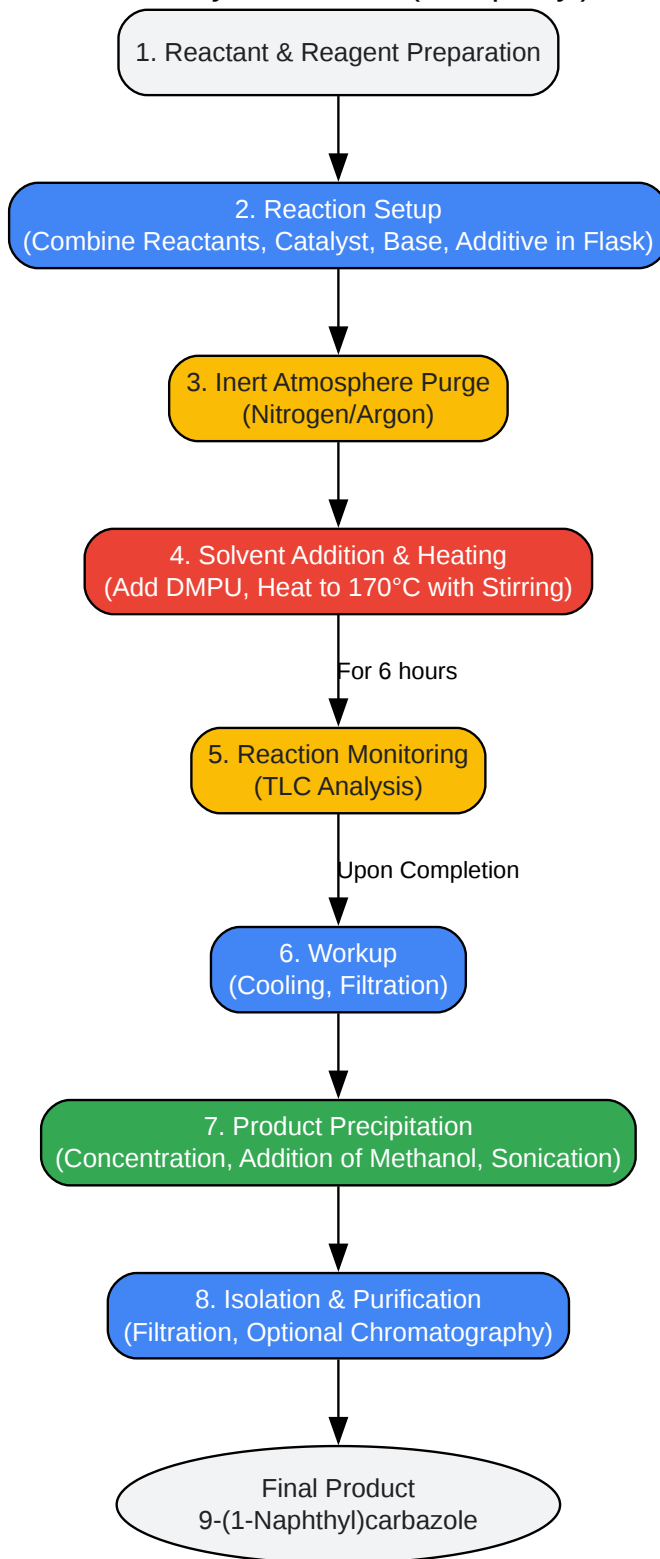 1. Reactant & Reagent Preparation
2. Reaction Setup
(Combine Reactants, Catalyst, Base, Additive in Flask)
3. Inert Atmosphere Purge
(Nitrogen/Argon)
4. Solvent Addition & Heating
(Add DMPU, Heat to 170°C with Stirring)
For 6 hours
5. Reaction Monitoring
(TLC Analysis)
Upon Completion
6. Workup
(Cooling, Filtration)
7. Product Precipitation
(Concentration, Addition of Methanol, Sonication)
8. Isolation & Purification
(Filtration, Optional Chromatography)
Final Product
9-(1-Naphthyl)carbazole